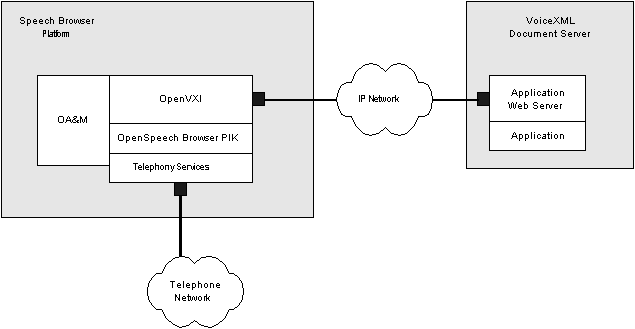 Speech Browser
Platform
VoiceXML
Document Server
OA&M
OpenVXI
OpenSpeech Browser PIK
Telephony Services
IP Network
Application
Web Server
Application
Telephone
Network